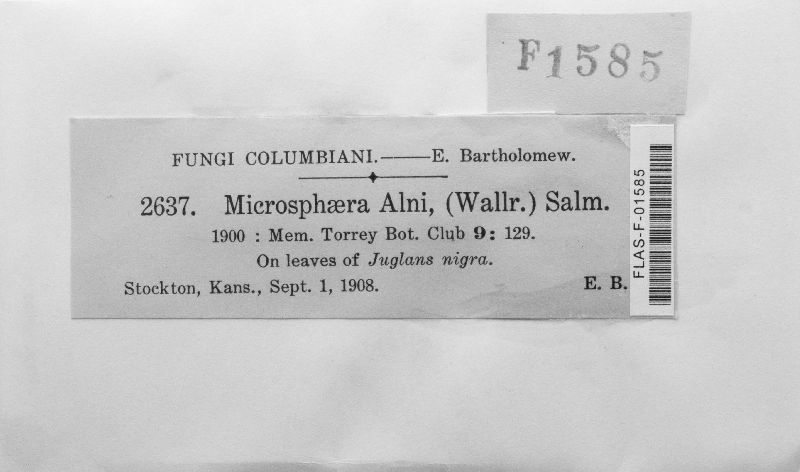 F1585
FUNGI COLUMBIANI.——E. Bartholomew.
2637. Microsphæra Alni, (Wallr.) Salm.
1900 : Mem. Torrey Bot. Club 9: 129.
On leaves of Juglans nigra.
Stockton, Kans., Sept. 1, 1908. E. B.
FLAS-F-01585